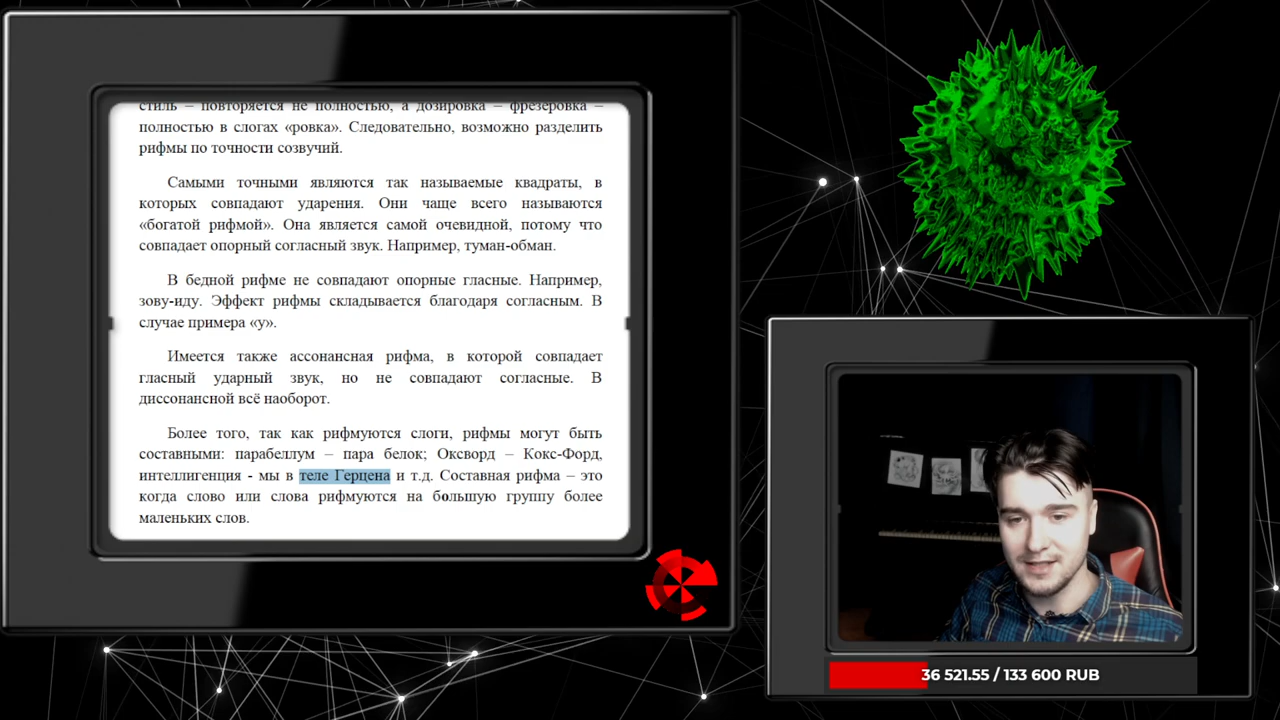 стиль – повторяется не полностью, а дозировка – фрезеровка –
полностью в слогах «ровка». Следовательно, возможно разделить
рифмы по точности созвучий.
Самыми точными являются так называемые квадраты, в
которых совпадают ударения. Они чаще всего называются
«богатой рифмой». Она является самой очевидной, потому что
совпадает опорный согласный звук. Например, туман-обман.
В бедной рифме не совпадают опорные гласные. Например,
зову-иду. Эффект рифмы складывается благодаря согласным. В
случае примера «у».
Имеется также ассонансная рифма, в которой совпадает
гласный ударный звук, но не совпадают согласные. В
диссонансной всё наоборот.
Более того, так как рифмуются слоги, рифмы могут быть
составными: парабеллум – пара белок; Оксворд – Кокс-Форд,
интеллигенция - мы в теле Герцена и т.д. Составная рифма – это
когда слово или слова рифмуются на большую группу более
маленьких слов.
36 521.55 / 133 600 RUB